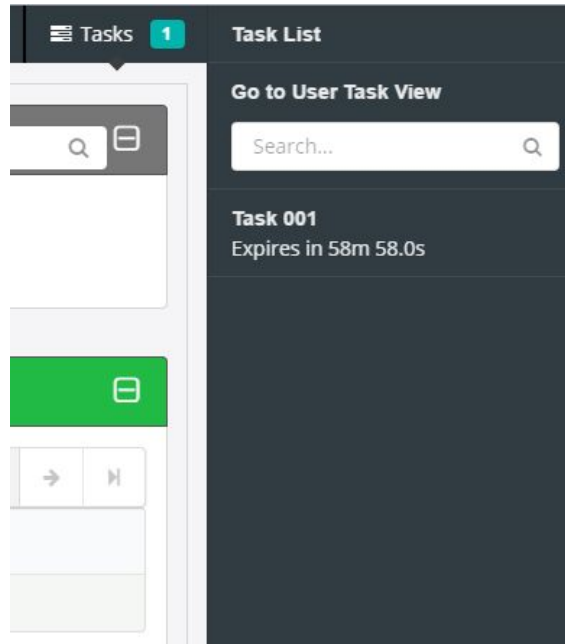 Tasks 1
Task List
Go to User Task View
Search...
Task 001
Expires in 58m 58.0s